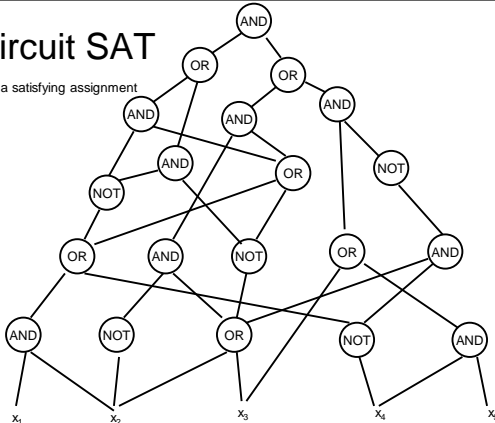 AND
ircuit SAT
OR
OR
a satisfying assignment
AND
AND
AND
AND
OR
NOT
NOT
OR
AND
NOT
OR
AND
AND
NOT
OR
NOT
AND
x₁
x₂
x₃
x₄
x